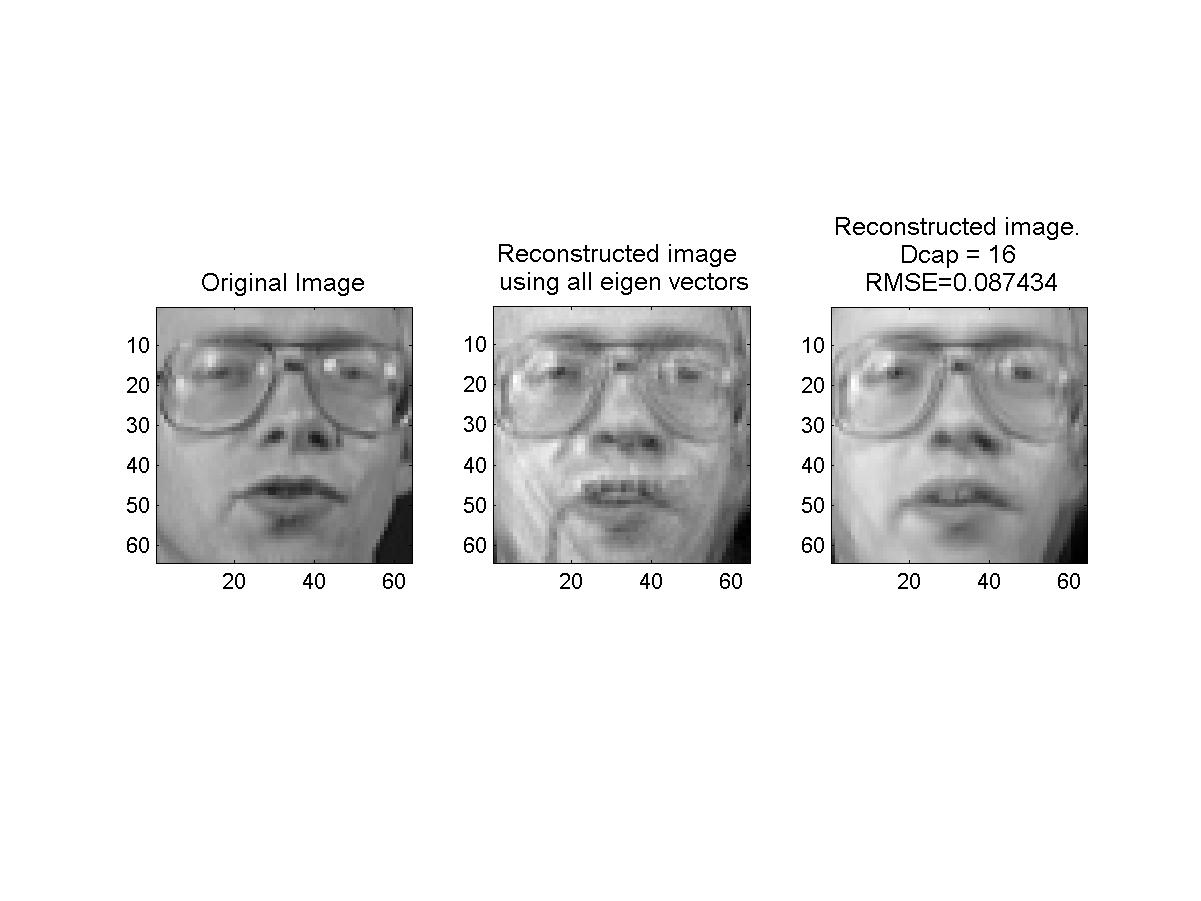 Original Image
10
20
30
40
50
60
20 40 60
Reconstructed image
using all eigen vectors
10
20
30
40
50
60
20 40 60
Reconstructed image.
Dcap = 16
RMSE=0.087434
10
20
30
40
50
60
20 40 60